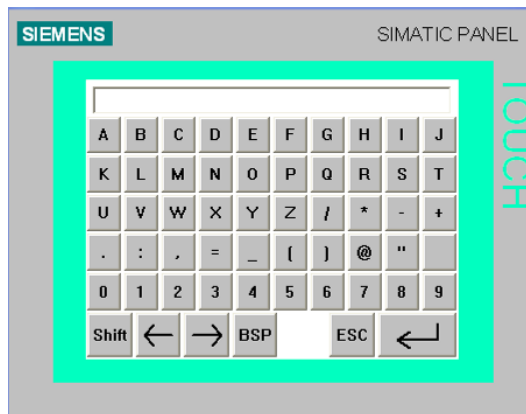 SIEMENS SIMATIC PANEL
TOUCH
A B C D E F G H I J
K L M N O P Q R S T
U V W X Y Z / * - +
. : , = _ ( ) @ "
0 1 2 3 4 5 6 7 8 9
Shift ← → BSP ESC ↵